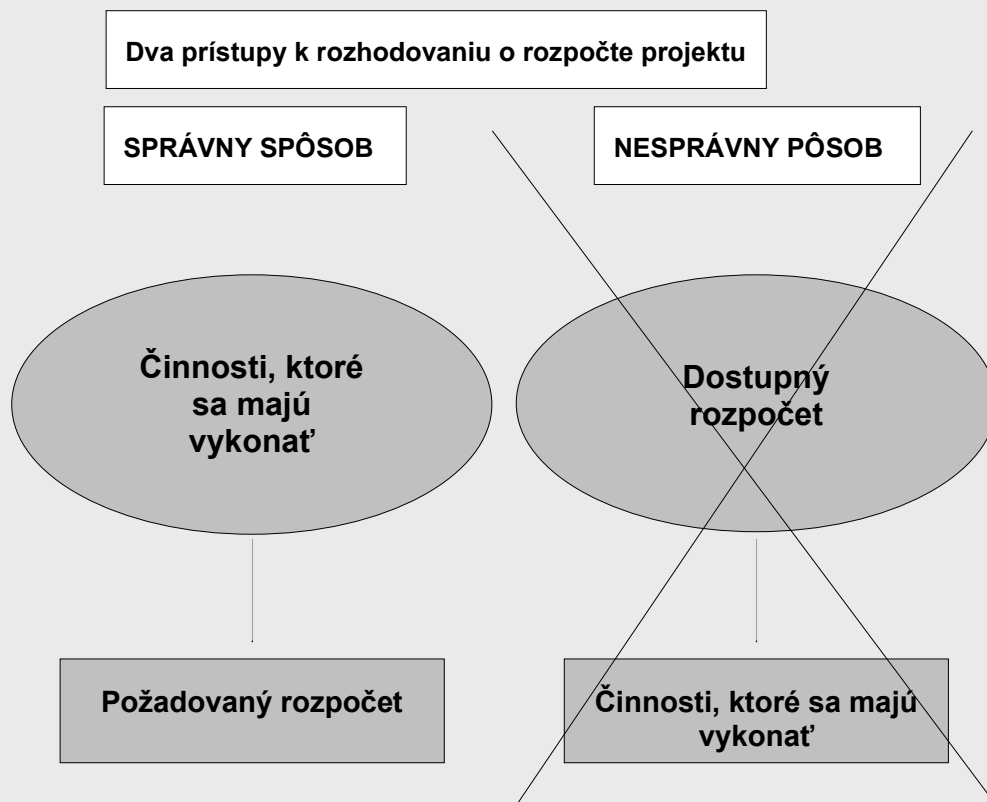 Dva prístupy k rozhodovaniu o rozpočte projektu
SPRÁVNY SPÔSOB
NESPRÁVNY PÔSOB
Činnosti, ktoré
sa majú
vykonať
Dostupný
rozpočet
Požadovaný rozpočet
Činnosti, ktoré sa majú
vykonať